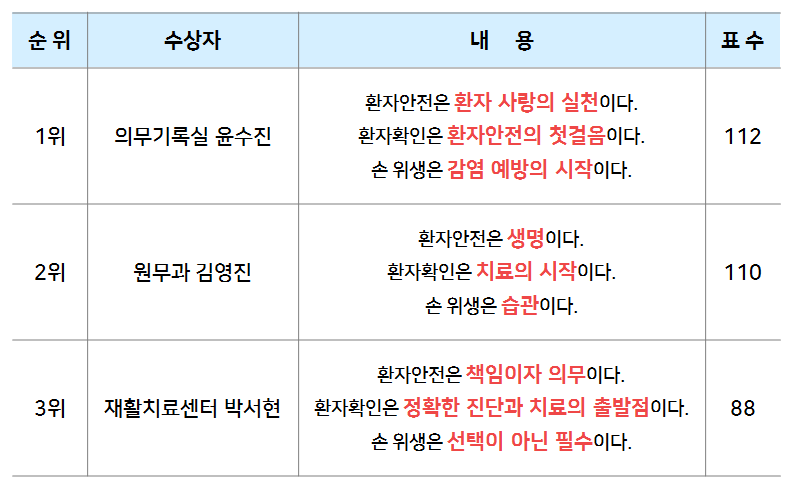 순 위 수상자 내 용 표 수
환자안전은 환자 사랑의 실천이다.
1위 의무기록실 윤수진 환자확인은 환자안전의 첫걸음이다. 112
손 위생은 감염 예방의 시작이다.
환자안전은 생명이다.
2위 원무과 김영진 환자확인은 치료의 시작이다. 110
손 위생은 습관이다.
환자안전은 책임이자 의무이다.
3위 재활치료센터 박서현 환자확인은 정확한 진단과 치료의 출발점이다. 88
손 위생은 선택이 아닌 필수이다.